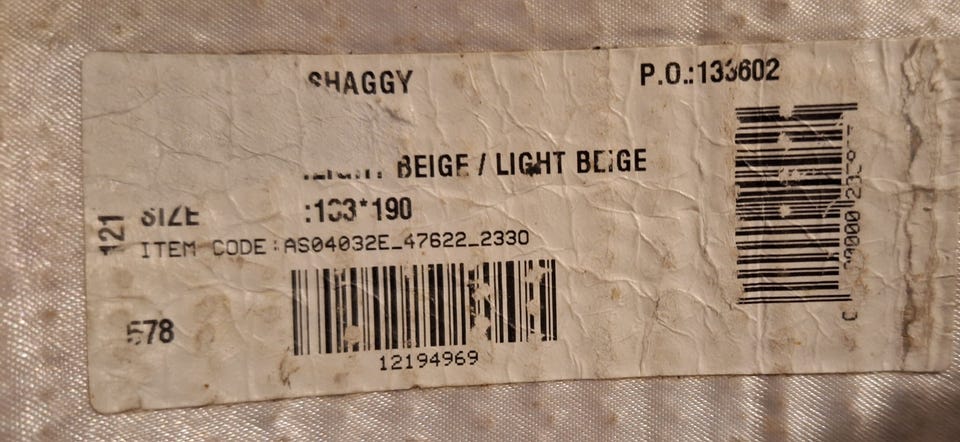 SHAGGY
P.O.:133602
BEIGE / LIGHT BEIGE
SIZE :133*190
121
ITEM CODE:AS04032E_47622_2330
578
12194969